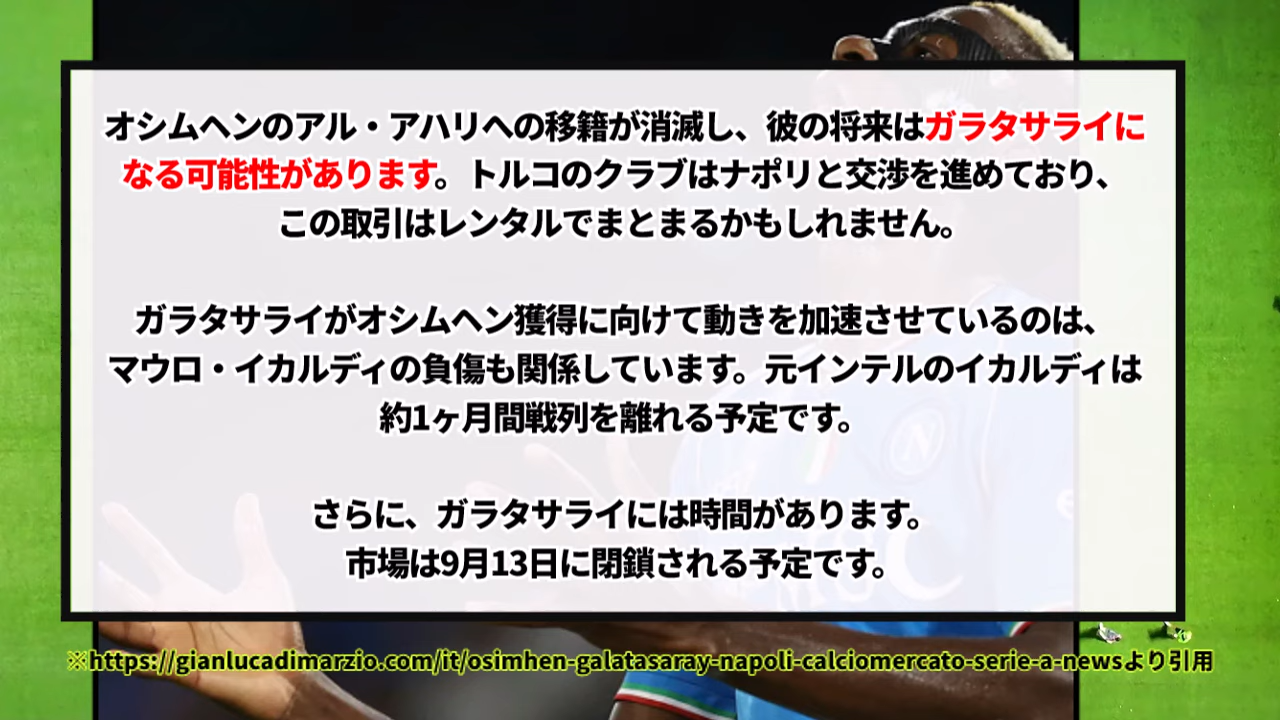 オシムヘンのアル・アハリへの移籍が消滅し、彼の将来はガラタサライに
なる可能性があります。トルコのクラブはナポリと交渉を進めており、
この取引はレンタルでまとまるかもしれません。
ガラタサライがオシムヘン獲得に向けて動きを加速させているのは、
マウロ・イカルディの負傷も関係しています。元インテルのイカルディは
約1ヶ月間戦列を離れる予定です。
さらに、ガラタサライには時間があります。
市場は9月13日に閉鎖される予定です。
※https://gianlucadimarzio.com/it/osimhen-galatasaray-napoli-calciomercato-serie-a-newsより引用